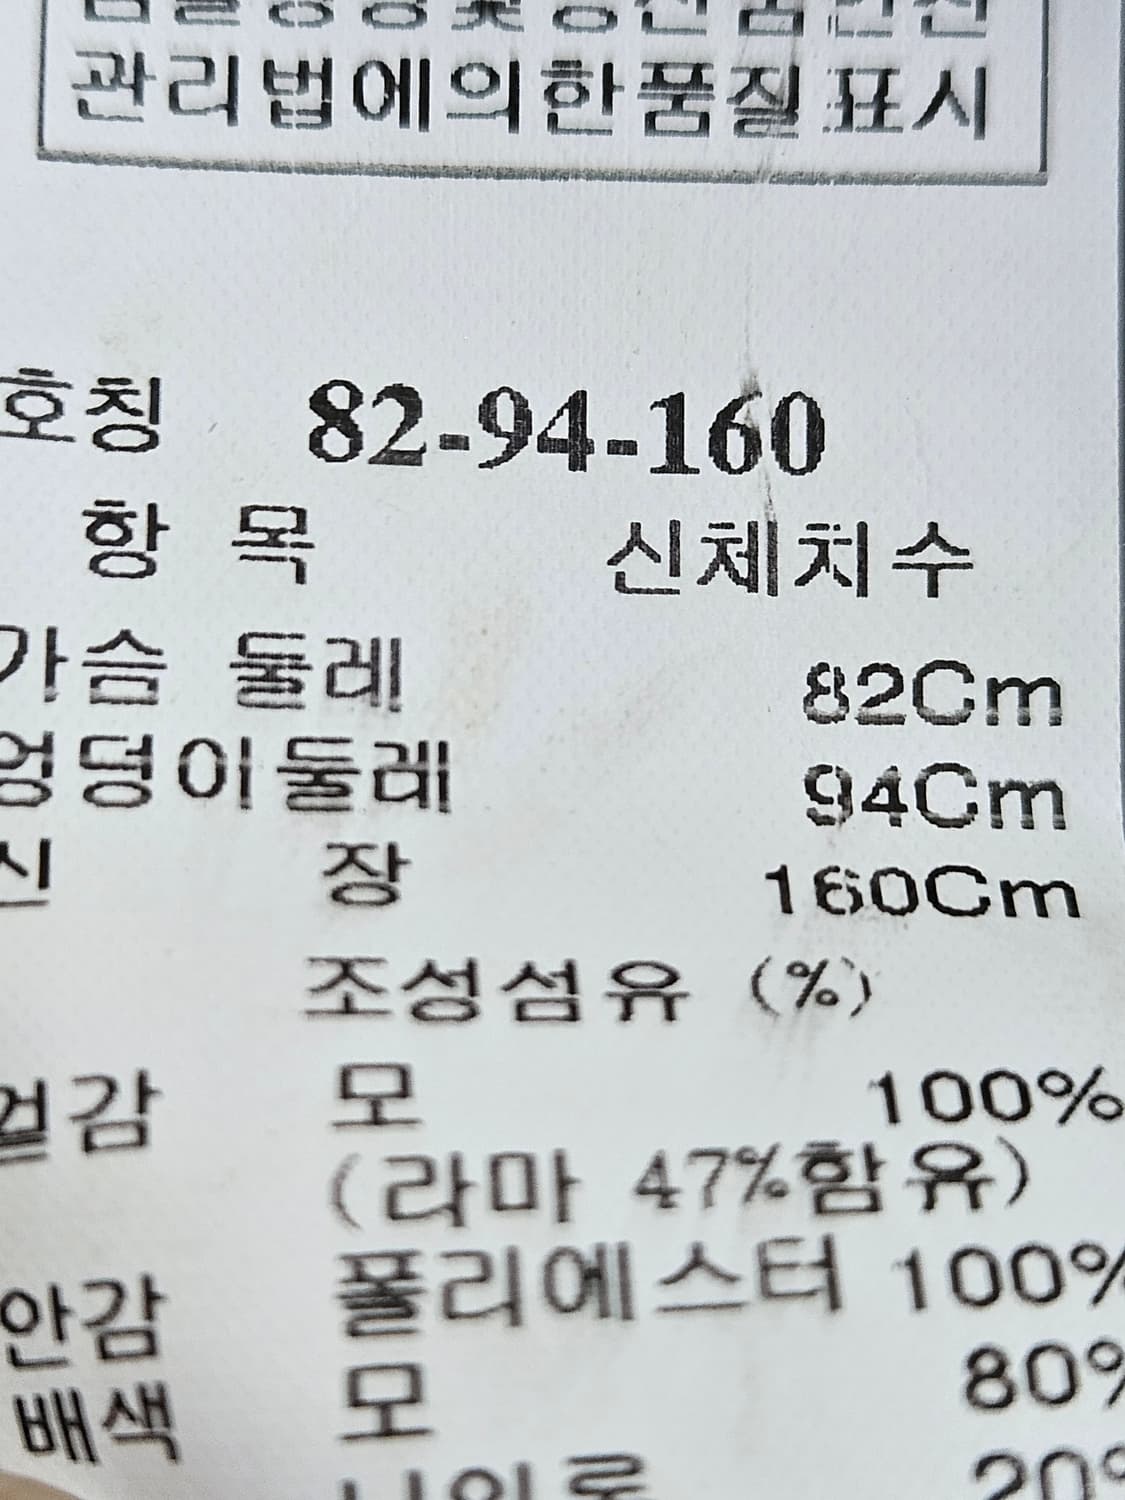 관리법에의한품질표시
호칭 82-94-160
항 목 신체치수
가슴 둘레 82Cm
엉덩이둘레 94Cm
신 장 160Cm
조성섬유 (%)
겉감 모 100%
(라마 47%함유)
안감 폴리에스터 100%
배색 모 80%
20%